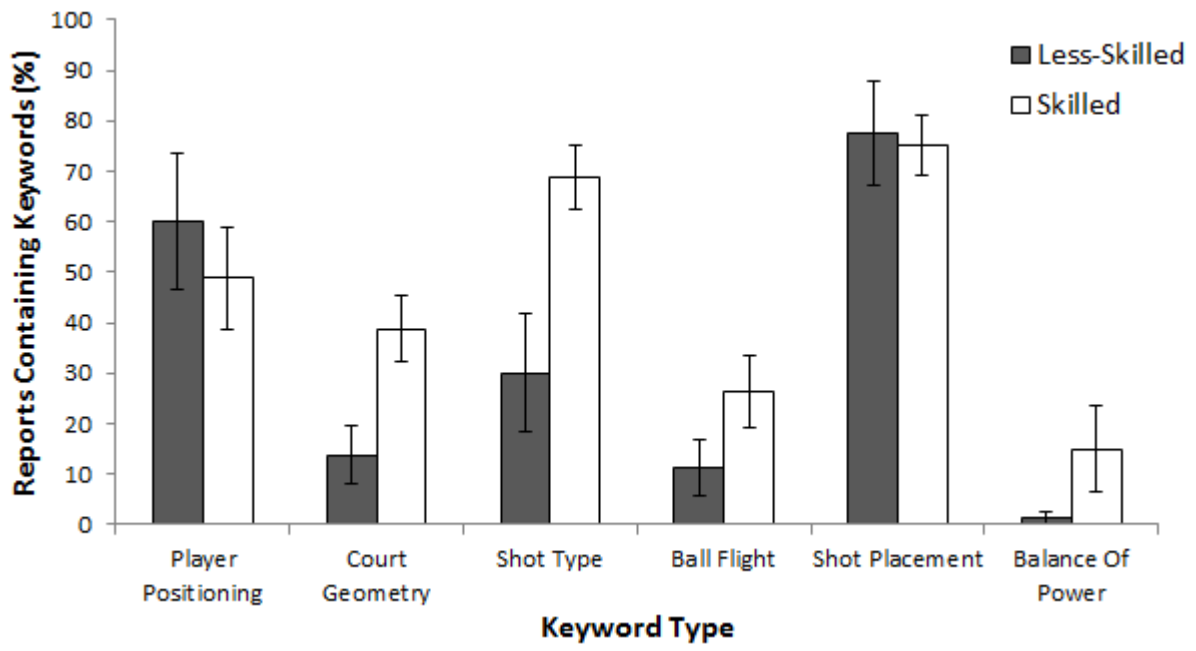 Reports Containing Keywords (%)
100
90
80
70
60
50
40
30
20
10
0
Less-Skilled
Skilled
Player
Positioning
Court
Geometry
Shot Type
Ball Flight
Shot Placement
Balance Of
Power
Keyword Type